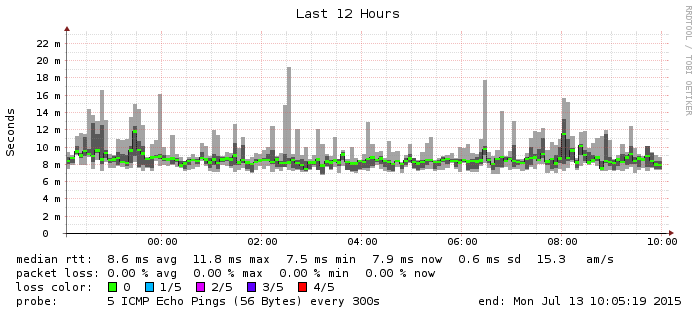 Last 12 Hours
RRDTOOL / TOBI OETIKER
Seconds
22 m
20 m
18 m
16 m
14 m
12 m
10 m
8 m
6 m
4 m
2 m
0
00:00 02:00 04:00 06:00 08:00 10:00
median rtt: 8.6 ms avg 11.8 ms max 7.5 ms min 7.9 ms now 0.6 ms sd 15.3 am/s
packet loss: 0.00 % avg 0.00 % max 0.00 % min 0.00 % now
loss color: 0 1/5 2/5 3/5 4/5
probe: 5 ICMP Echo Pings (56 Bytes) every 300s end: Mon Jul 13 10:05:19 2015